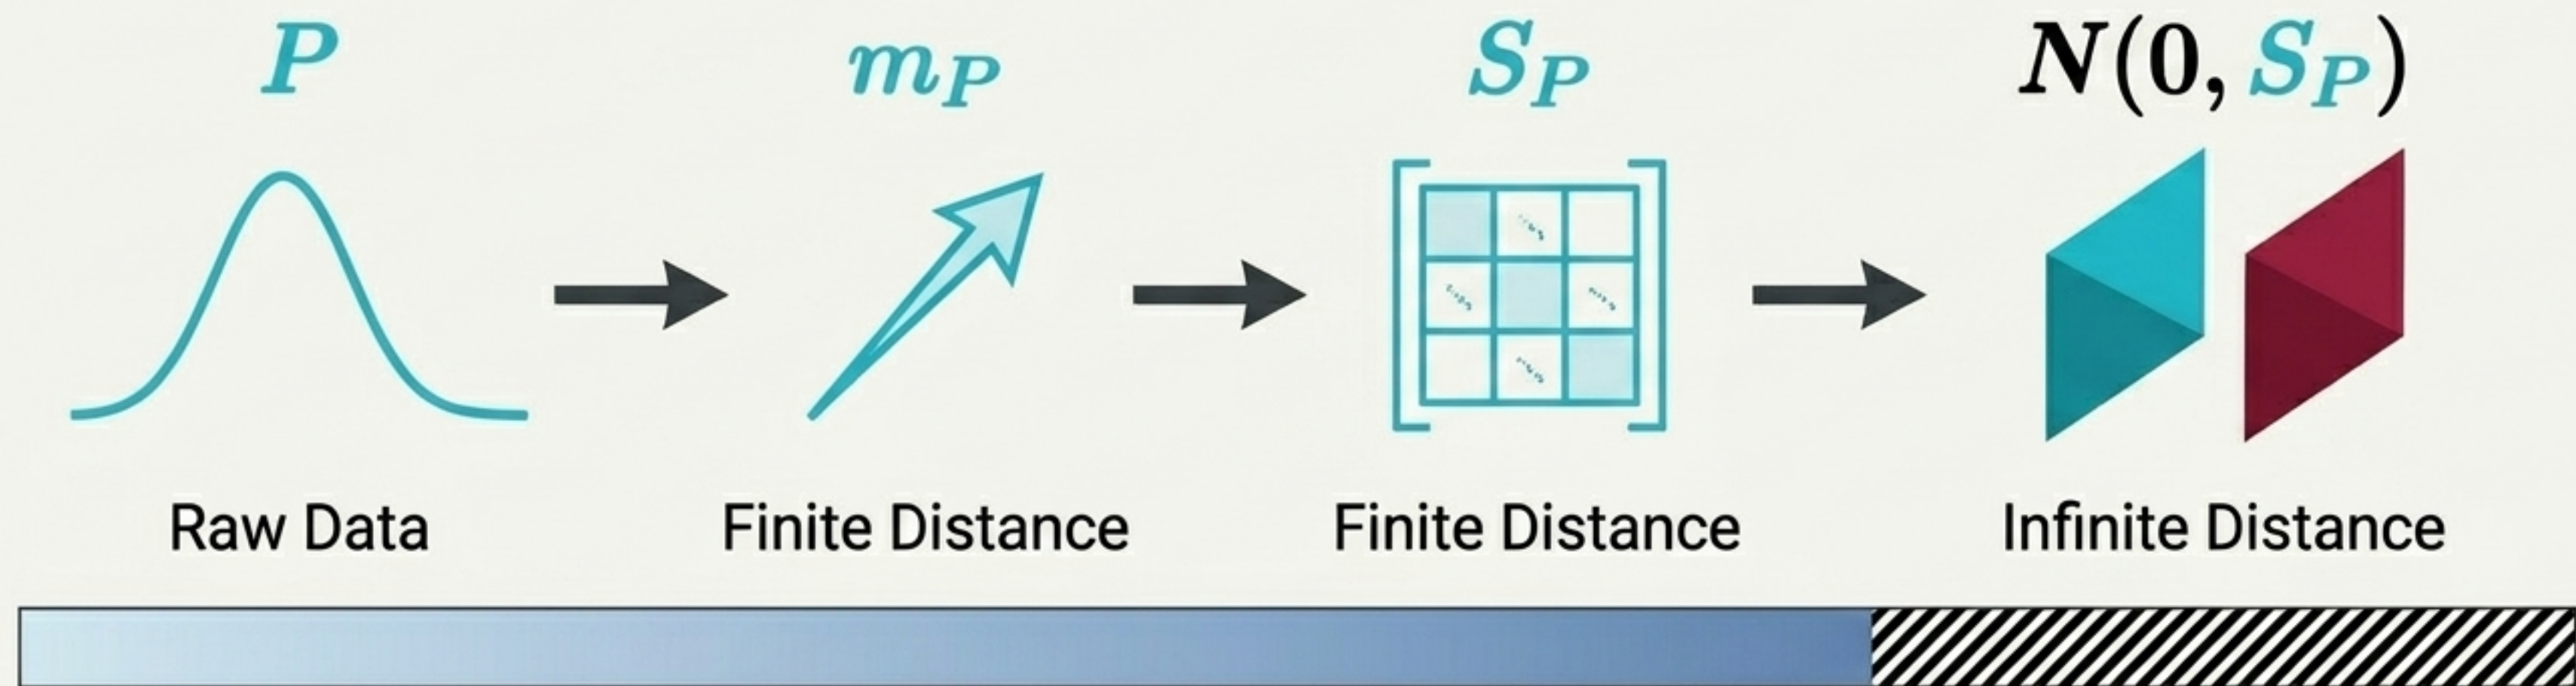 P m_P S_P N(0, S_P)
Raw Data Finite Distance Finite Distance Infinite Distance